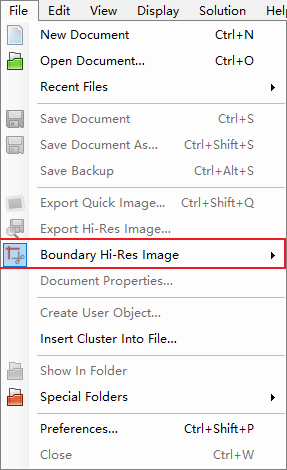 File Edit View Display Solution Help
New Document Ctrl+N
Open Document... Ctrl+O
Recent Files
Save Document Ctrl+S
Save Document As... Ctrl+Shift+S
Save Backup Ctrl+Alt+S
Export Quick Image... Ctrl+Shift+Q
Export Hi-Res Image...
Boundary Hi-Res Image
Document Properties...
Create User Object...
Insert Cluster Into File...
Show In Folder
Special Folders
Preferences... Ctrl+Shift+P
Close Ctrl+W